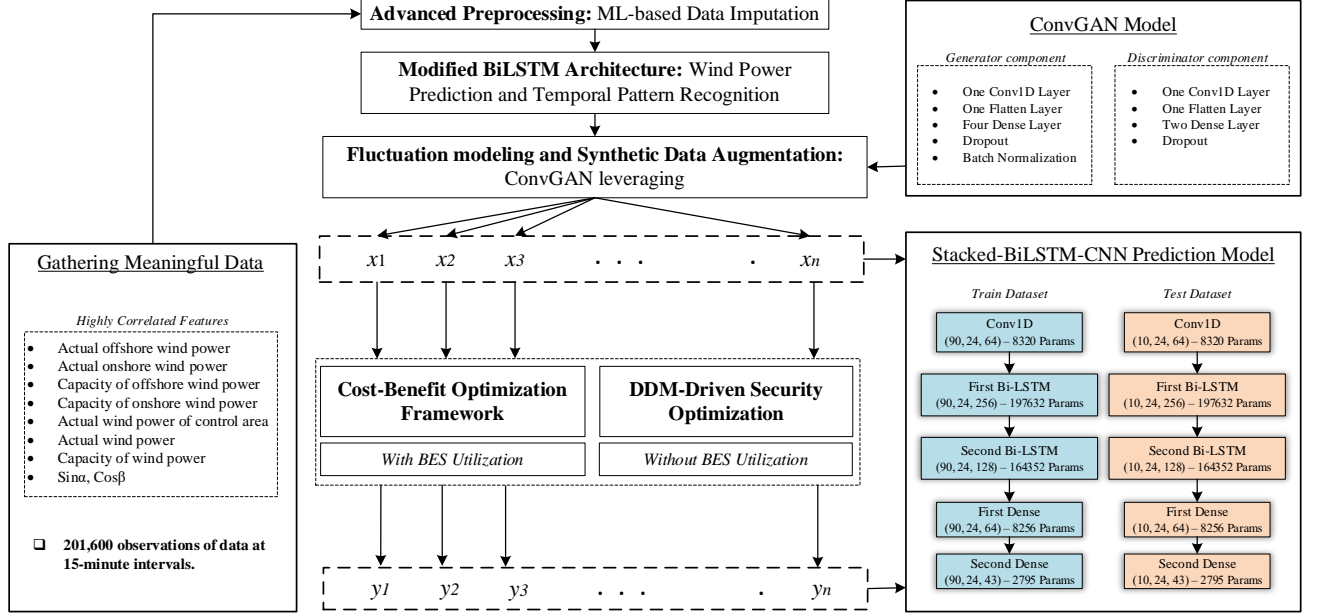 Advanced Preprocessing: ML-based Data Imputation
Modified BiLSTM Architecture: Wind Power
Prediction and Temporal Pattern Recognition
Fluctuation modeling and Synthetic Data Augmentation:
ConvGAN leveraging
ConvGAN Model
Generator component
• One Conv1D Layer
• One Flatten Layer
• Four Dense Layer
• Dropout
• Batch Normalization
Discriminator component
• One Conv1D Layer
• One Flatten Layer
• Two Dense Layer
• Dropout
Gathering Meaningful Data
Highly Correlated Features
• Actual offshore wind power
• Actual onshore wind power
• Capacity of offshore wind power
• Capacity of onshore wind power
• Actual wind power of control area
• Actual wind power
• Capacity of wind power
• Sinα, Cosβ
❑ 201,600 observations of data at
15-minute intervals.
x1 x2 x3 . . . . xn
Cost-Benefit Optimization
Framework
With BES Utilization
DDM-Driven Security
Optimization
Without BES Utilization
y1 y2 y3 . . . . yn
Stacked-BiLSTM-CNN Prediction Model
Train Dataset
Conv1D
(90, 24, 64) – 8320 Params
First Bi-LSTM
(90, 24, 256) – 197632 Params
Second Bi-LSTM
(90, 24, 128) – 164352 Params
First Dense
(90, 24, 64) – 8256 Params
Second Dense
(90, 24, 43) – 2795 Params
Test Dataset
Conv1D
(10, 24, 64) – 8320 Params
First Bi-LSTM
(10, 24, 256) – 197632 Params
Second Bi-LSTM
(10, 24, 128) – 164352 Params
First Dense
(10, 24, 64) – 8256 Params
Second Dense
(10, 24, 43) – 2795 Params